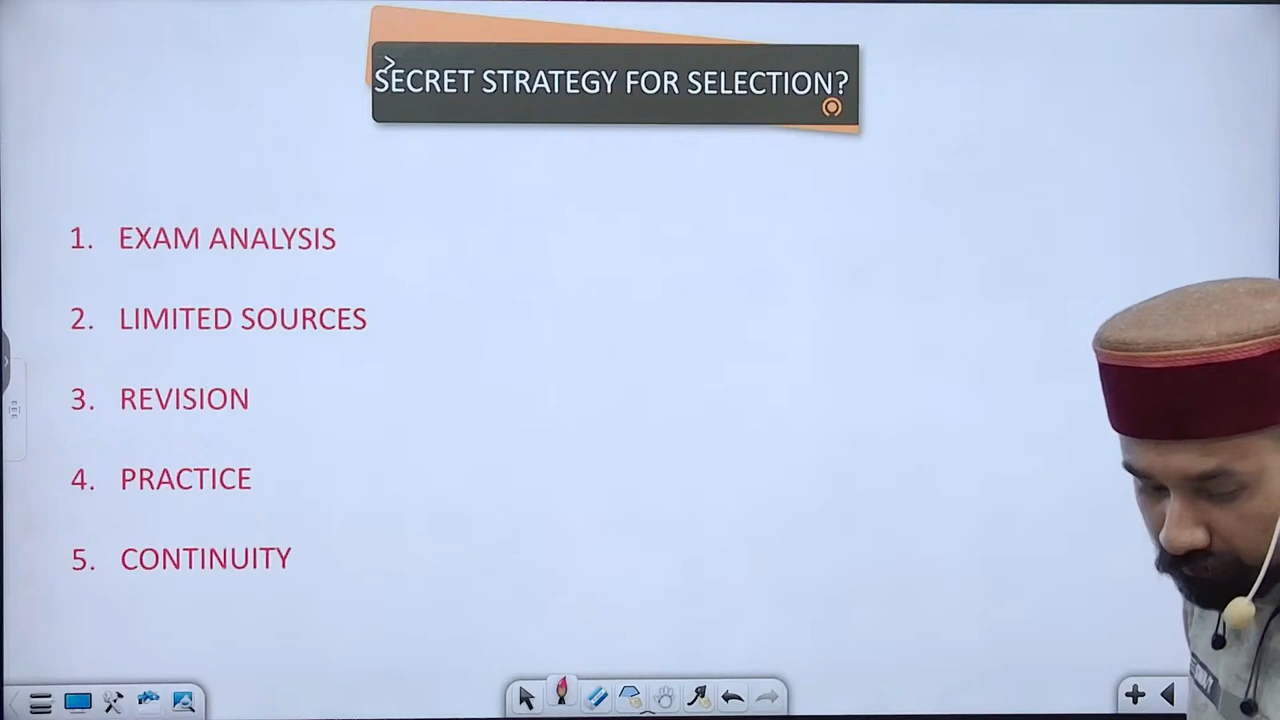 SECRET STRATEGY FOR SELECTION?
1. EXAM ANALYSIS
2. LIMITED SOURCES
3. REVISION
4. PRACTICE
5. CONTINUITY